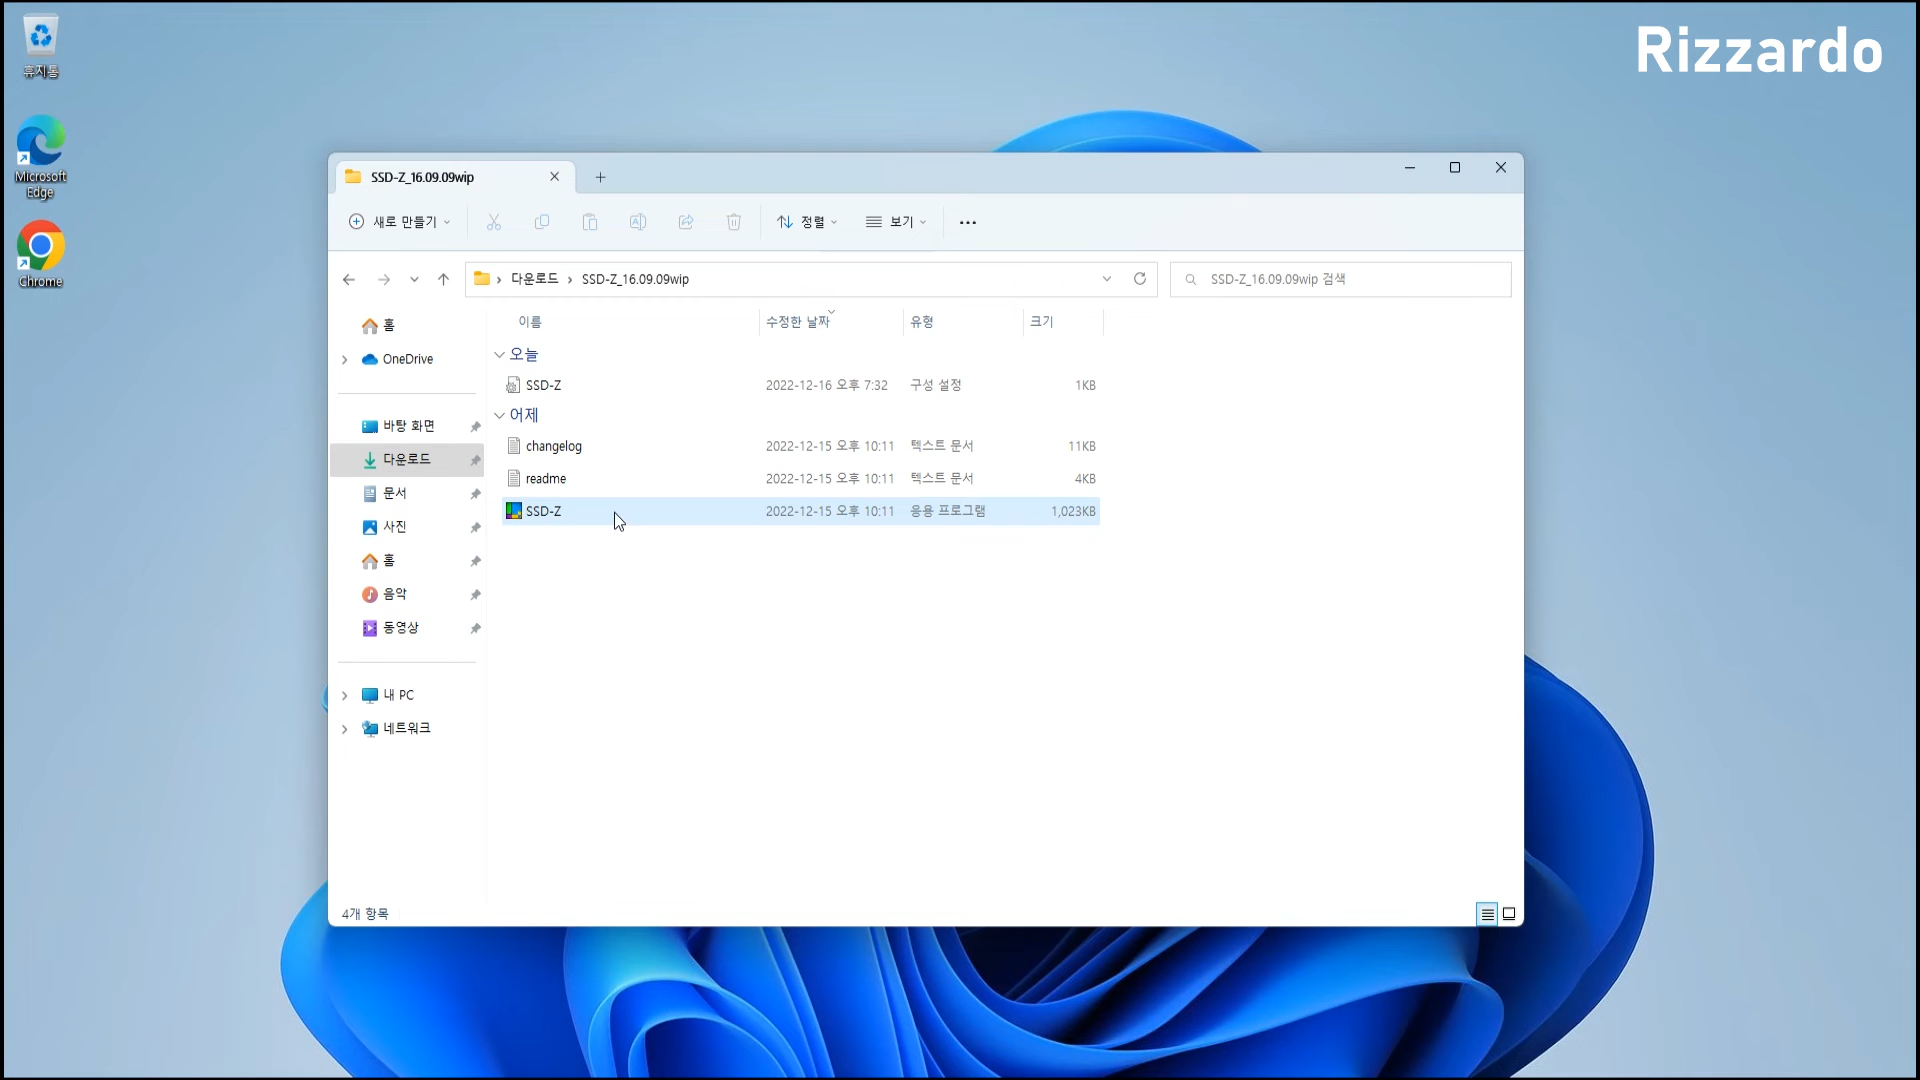 휴지통
Rizzardo
Microsoft
Edge
Chrome
SSD-Z_16.09.09wip
새로 만들기
정렬
보기
다운로드 › SSD-Z_16.09.09wip
SSD-Z_16.09.09wip 검색
홈
OneDrive
바탕 화면
다운로드
문서
사진
홈
음악
동영상
내 PC
네트워크
이름 수정한 날짜 유형 크기
오늘
SSD-Z 2022-12-16 오후 7:32 구성 설정 1KB
어제
changelog 2022-12-15 오후 10:11 텍스트 문서 11KB
readme 2022-12-15 오후 10:11 텍스트 문서 4KB
SSD-Z 2022-12-15 오후 10:11 응용 프로그램 1,023KB
4개 항목